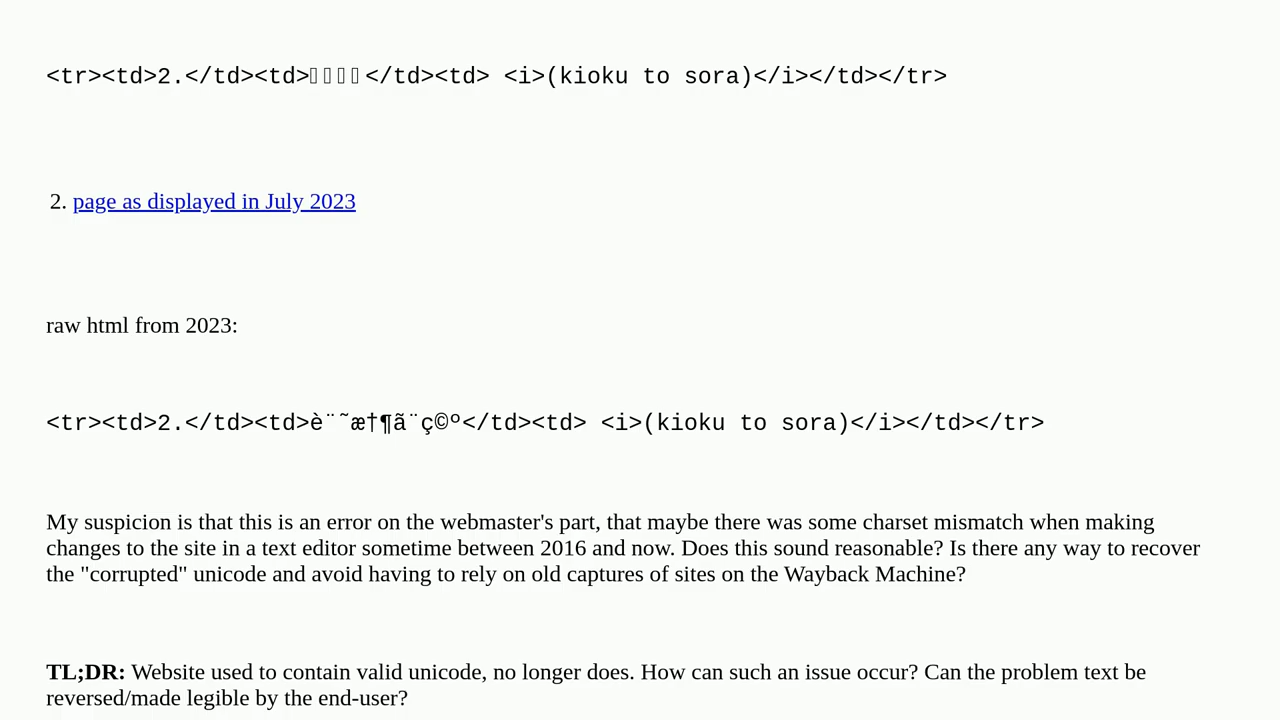 <tr><td>2.</td><td>▯▯▯▯</td><td> <i>(kioku to sora)</i></td></tr>
2. page as displayed in July 2023
raw html from 2023:
<tr><td>2.</td><td>è¨˜æ†¶ã¨ç©º</td><td> <i>(kioku to sora)</i></td></tr>
My suspicion is that this is an error on the webmaster's part, that maybe there was some charset mismatch when making
changes to the site in a text editor sometime between 2016 and now. Does this sound reasonable? Is there any way to recover
the "corrupted" unicode and avoid having to rely on old captures of sites on the Wayback Machine?
TL;DR: Website used to contain valid unicode, no longer does. How can such an issue occur? Can the problem text be
reversed/made legible by the end-user?